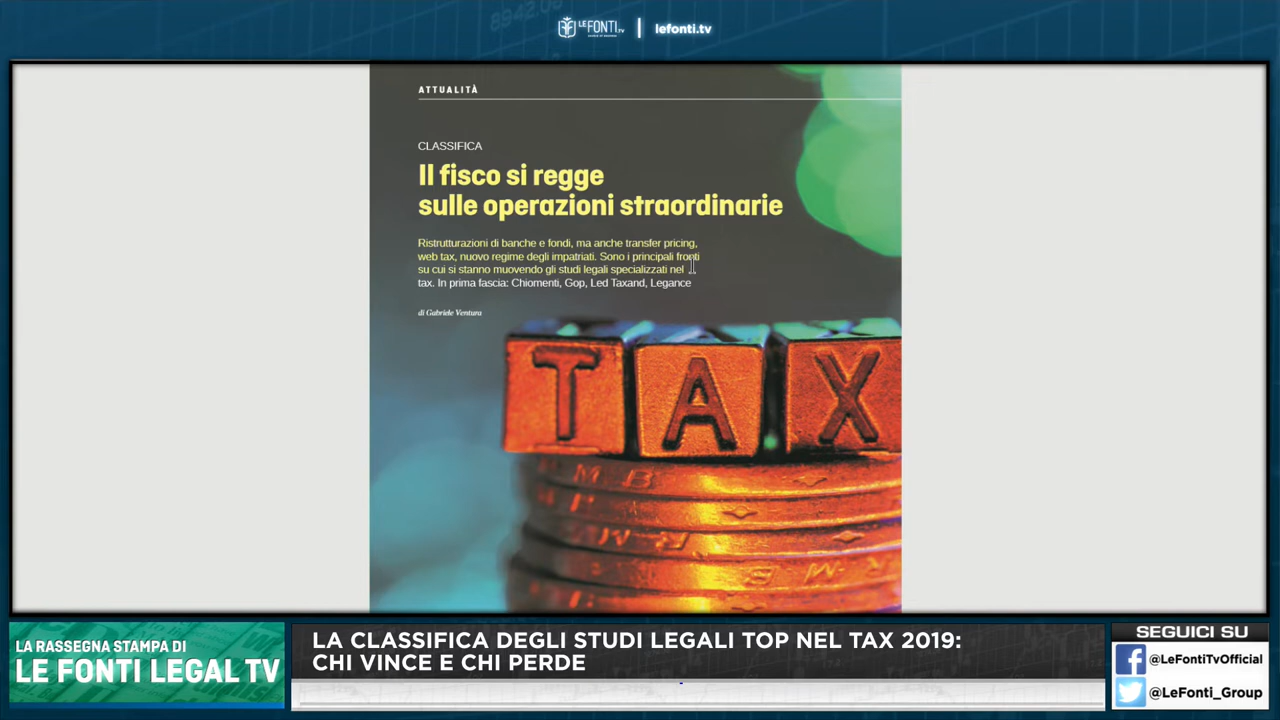 LE FONTI.TV
lefonti.tv
ATTUALITÀ
CLASSIFICA
Il fisco si regge
sulle operazioni straordinarie
Ristrutturazioni di banche e fondi, ma anche transfer pricing,
web tax, nuovo regime degli impatriati. Sono i principali fronti
su cui si stanno muovendo gli studi legali specializzati nel
tax. In prima fascia: Chiomenti, Gop, Led Taxand, Legance
di Gabriele Ventura
TAX
LA RASSEGNA STAMPA DI
LE FONTI LEGAL TV
LA CLASSIFICA DEGLI STUDI LEGALI TOP NEL TAX 2019:
CHI VINCE E CHI PERDE
SEGUICI SU
@LeFontiTvOfficial
@LeFonti_Group